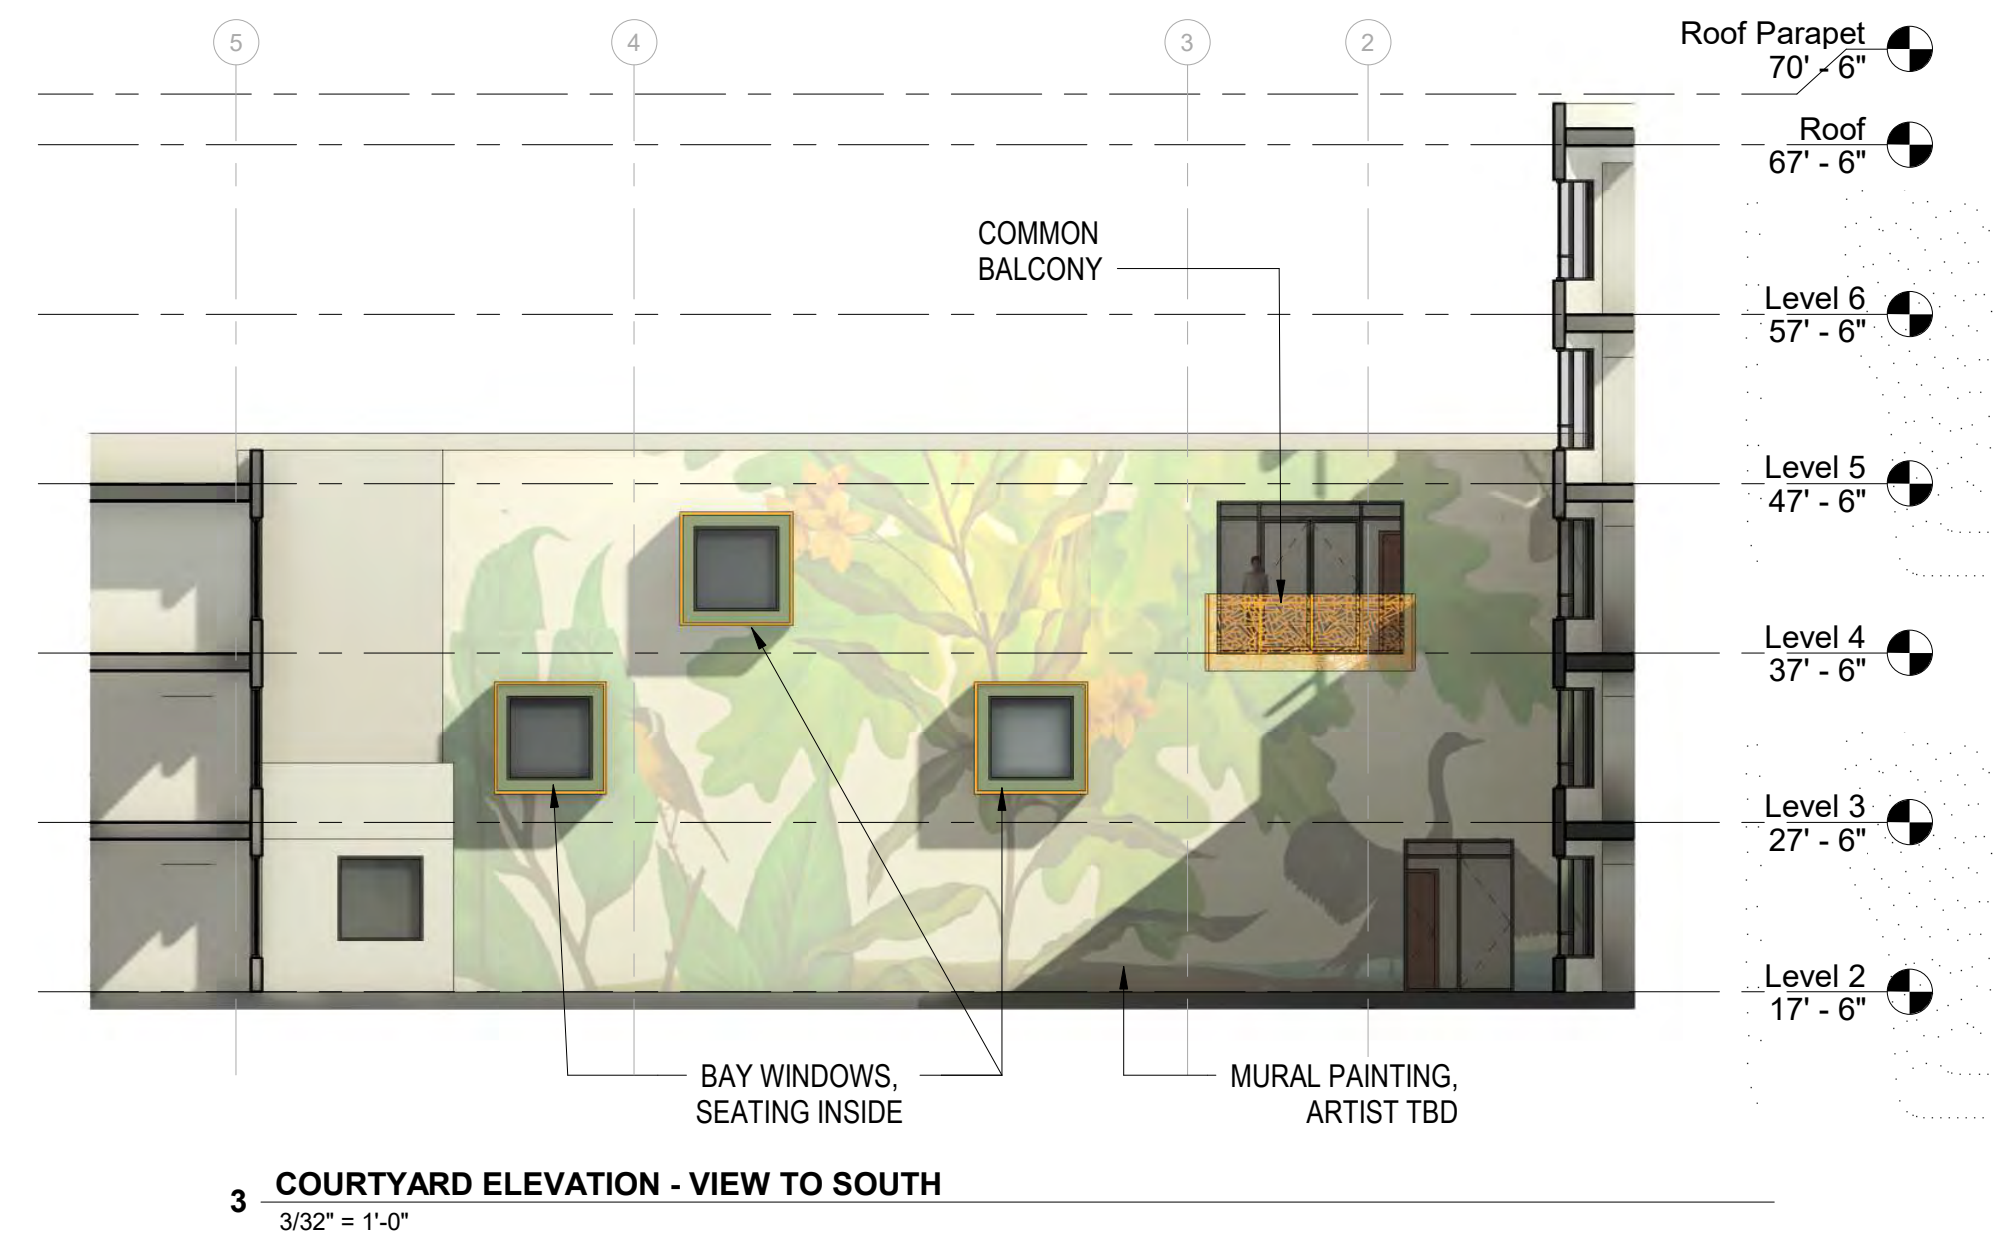 5
4
3
2
Roof Parapet
70' - 6"
Roof
67' - 6"
COMMON
BALCONY
Level 6
57' - 6"
Level 5
47' - 6"
Level 4
37' - 6"
Level 3
27' - 6"
Level 2
17' - 6"
BAY WINDOWS,
SEATING INSIDE
MURAL PAINTING,
ARTIST TBD
3 COURTYARD ELEVATION - VIEW TO SOUTH
3/32" = 1'-0"